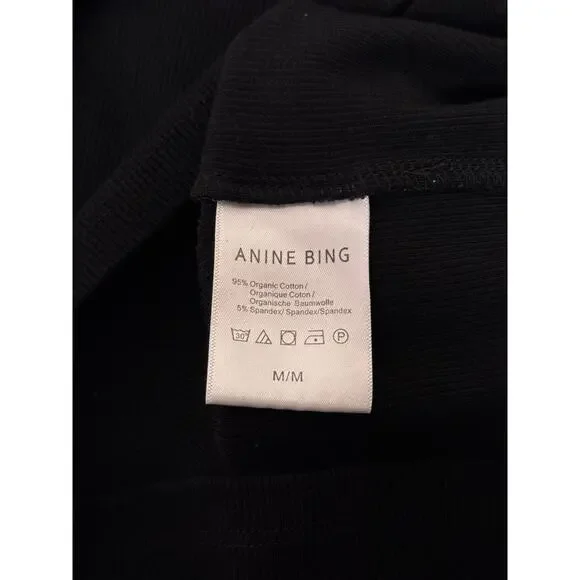 ANINE BING
95% Organic Cotton/
Organique Coton/
Organische Baumwolle
5% Spandex/Spandex/Spandex
30° P
M/M